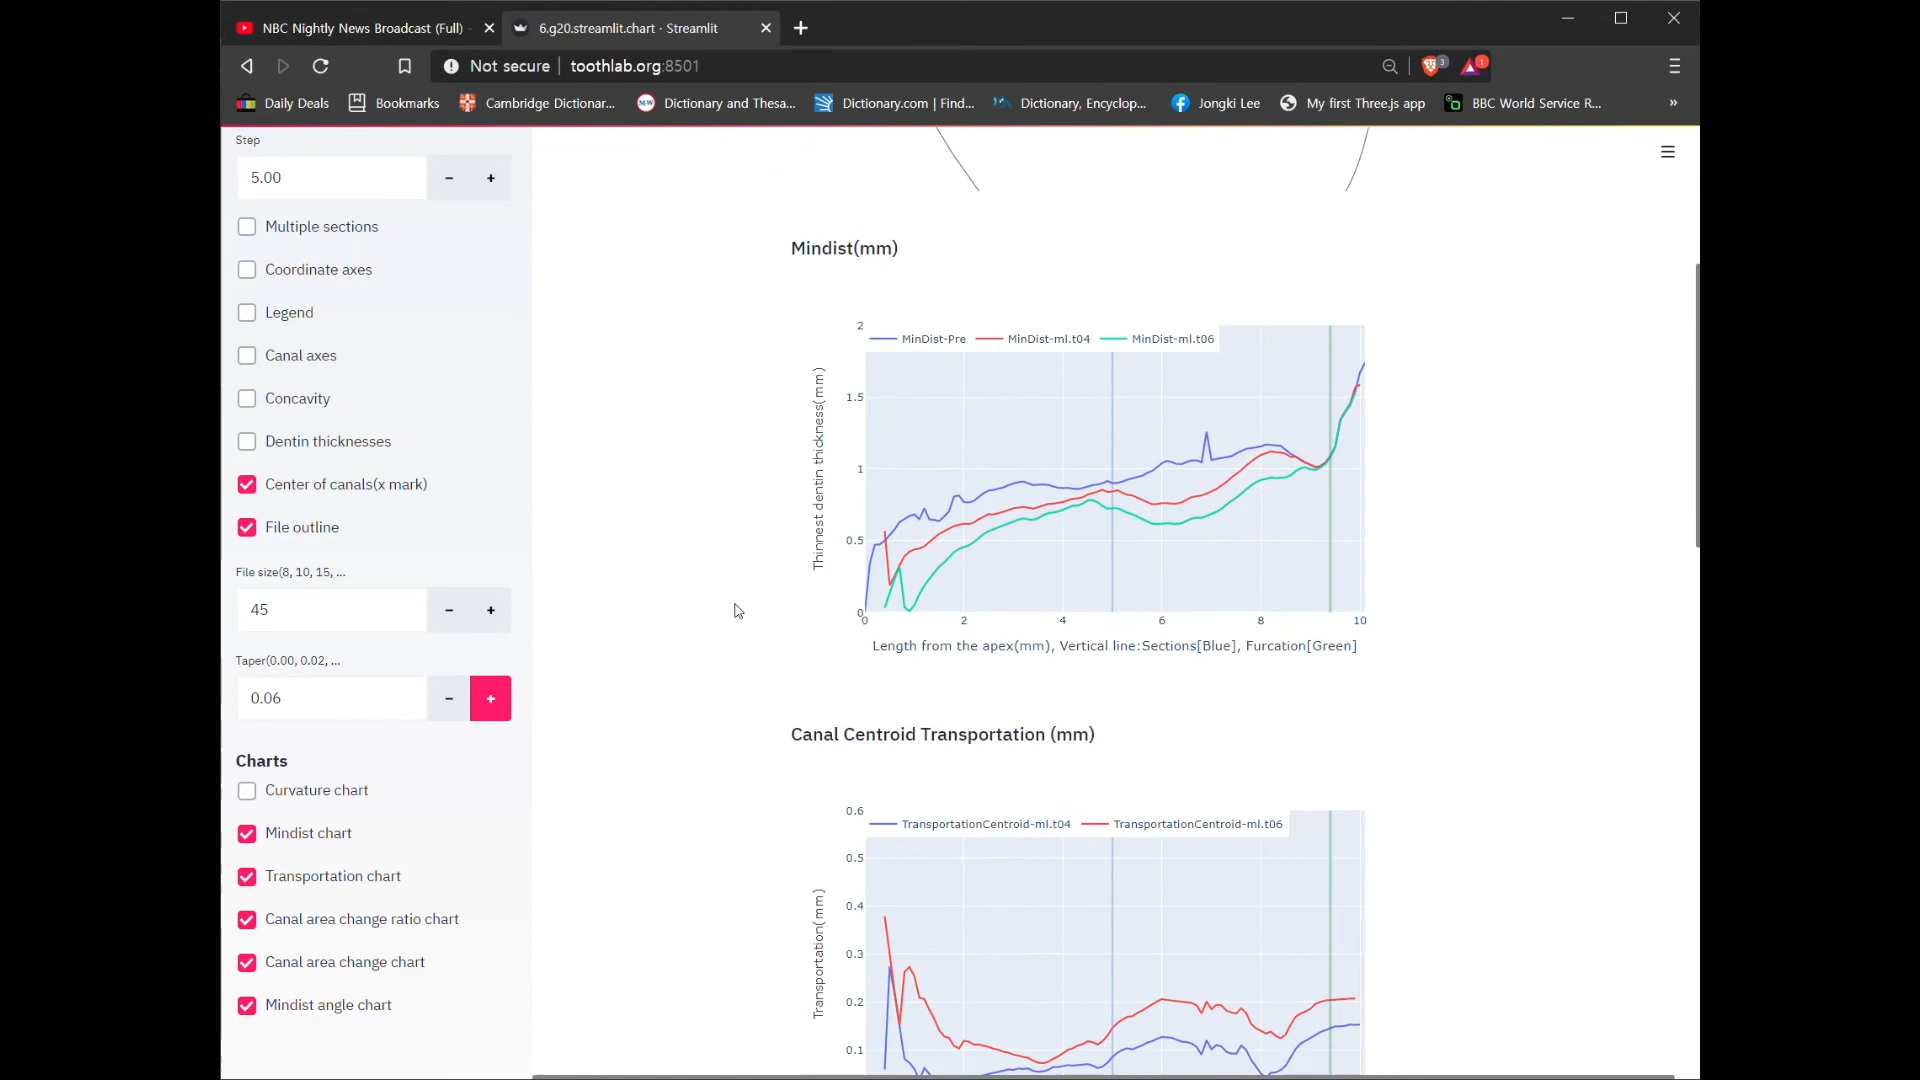 NBC Nightly News Broadcast (Full)
6.g20.streamlit.chart · Streamlit
Not secure
toothlab.org:8501
3
1
Daily Deals
Bookmarks
Cambridge Dictionar...
M-W
Dictionary and Thesa...
Dictionary.com | Find...
Dictionary, Encyclop...
Jongki Lee
My first Three.js app
BBC World Service R...
»
Step
5.00
- +
Multiple sections
Coordinate axes
Legend
Canal axes
Concavity
Dentin thicknesses
Center of canals(x mark)
File outline
File size(8, 10, 15, ...
45
- +
Taper(0.00, 0.02, ...
0.06
- +
Charts
Curvature chart
Mindist chart
Transportation chart
Canal area change ratio chart
Canal area change chart
Mindist angle chart
Mindist(mm)
MinDist-Pre
MinDist-ml.t04
MinDist-ml.t06
Thinnest dentin thickness(mm)
2
1.5
1
0.5
0
0 2 4 6 8 10
Length from the apex(mm), Vertical line:Sections[Blue], Furcation[Green]
Canal Centroid Transportation (mm)
TransportationCentroid-ml.t04
TransportationCentroid-ml.t06
Transportation(mm)
0.6
0.5
0.4
0.3
0.2
0.1